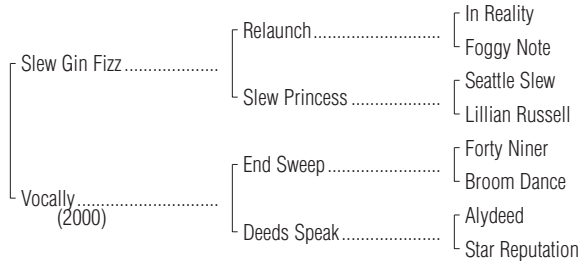 In Reality
Relaunch
Foggy Note
Slew Gin Fizz
Seattle Slew
Slew Princess
Lillian Russell
Forty Niner
End Sweep
Broom Dance
Vocally
(2000)
Alydeed
Deeds Speak
Star Reputation